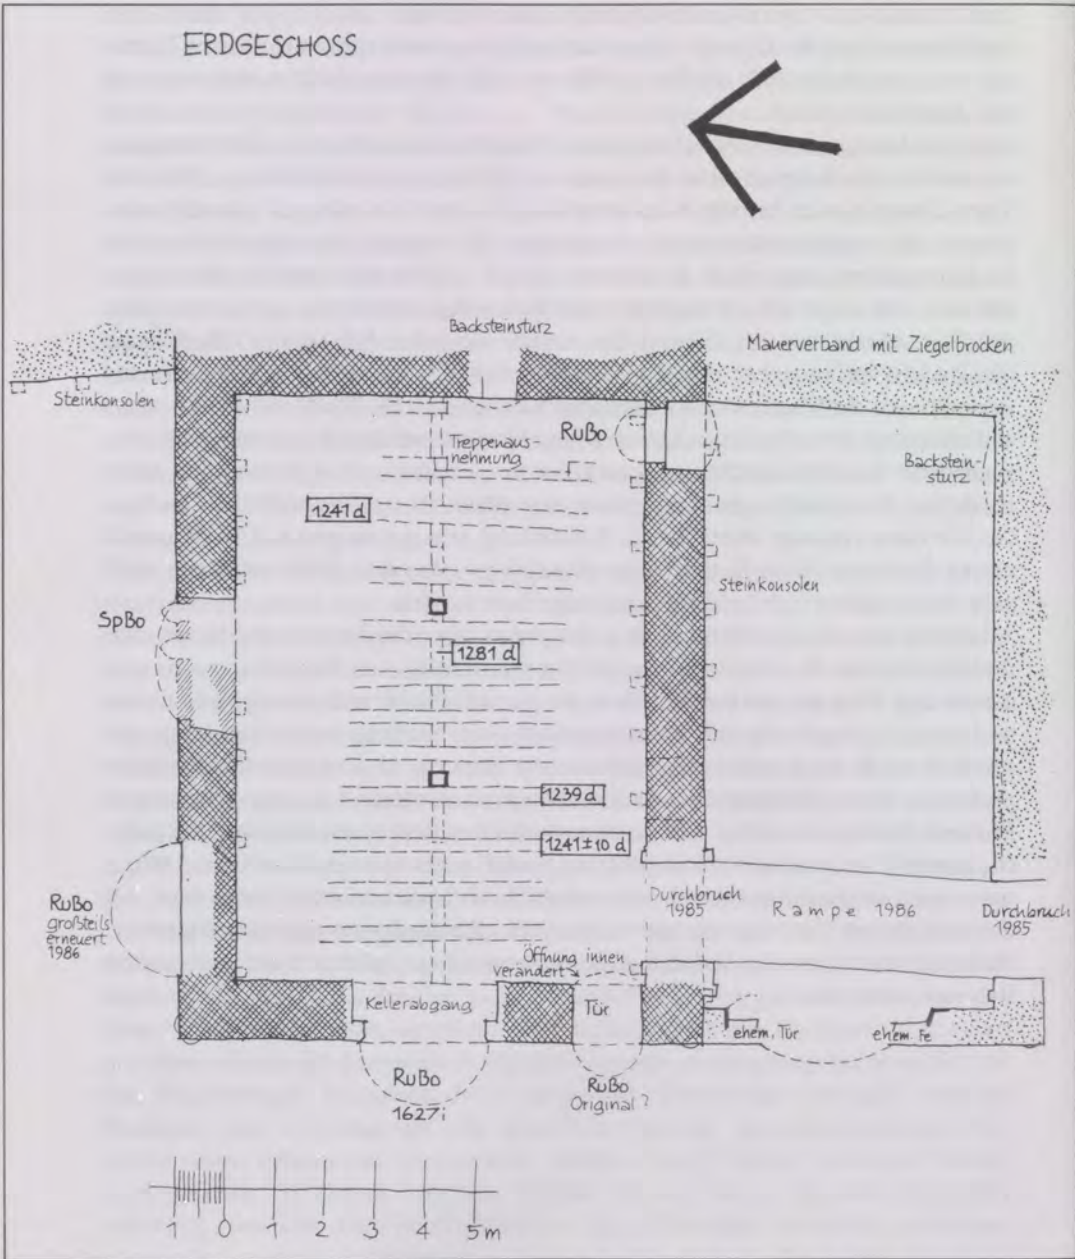 ERDGESCHOSS
Backsteinsturz
Mauerverband mit Ziegelbrocken
Steinkonsolen
RuBo
Treppenaus-
nehmung
Backstein-
sturz
1241 d
Steinkonsolen
SpBo
1281 d
1239 d
1241±10 d
RuBo
großteils
erneuert
1986
Durchbruch
1985
Rampe 1986
Durchbruch
1985
Öffnung innen
verändert
Kellerabgang
Tür
ehem. Tür
ehem. Fe
RuBo
1627 i
RuBo
Original?
1 0 1 2 3 4 5 m